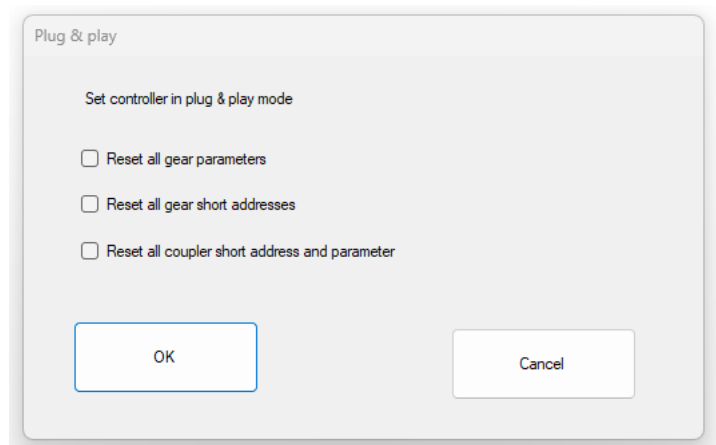 Plug & play
Set controller in plug & play mode
Reset all gear parameters
Reset all gear short addresses
Reset all coupler short address and parameter
OK
Cancel